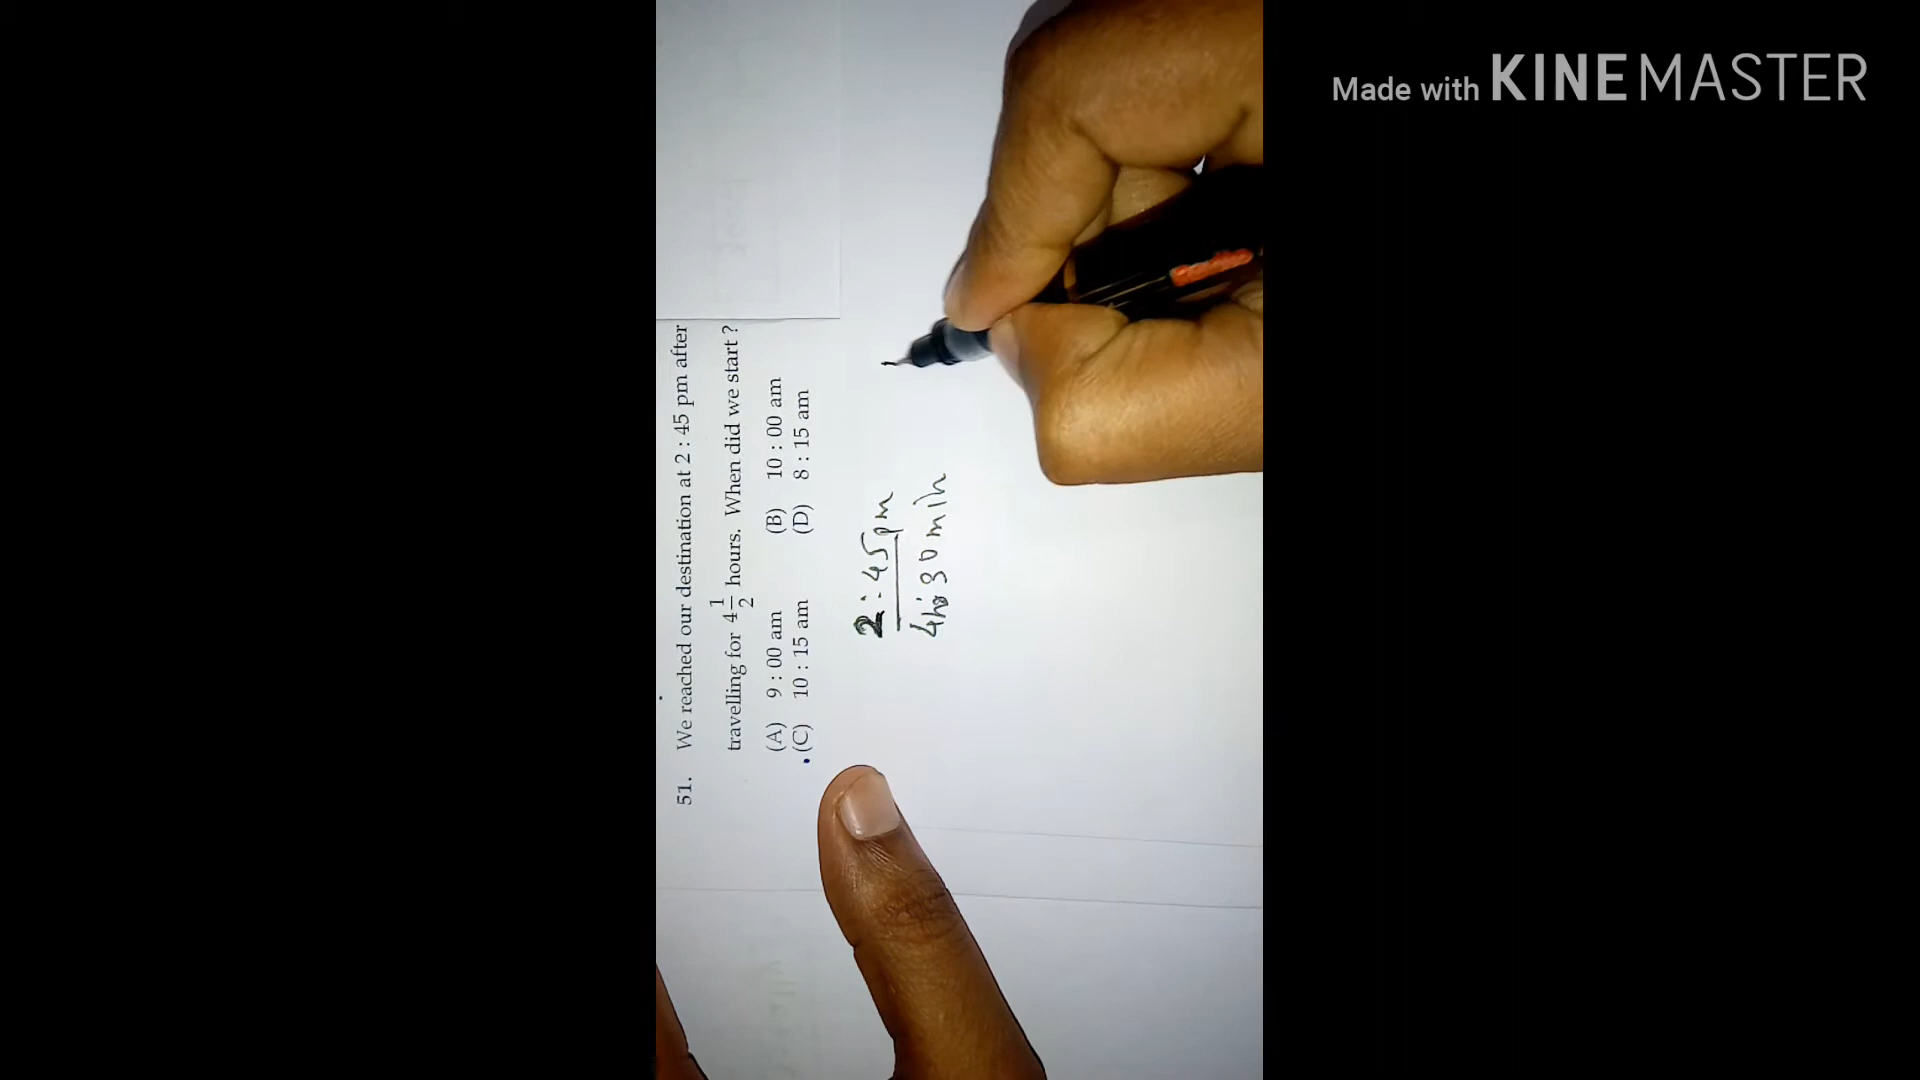 51. We reached our destination at 2 : 45 pm after
travelling for 4 1/2 hours. When did we start ?
(A) 9 : 00 am (B) 10 : 00 am
(C) 10 : 15 am (D) 8 : 15 am
2 : 45 pm
4hr 30 min
Made with KINEMASTER